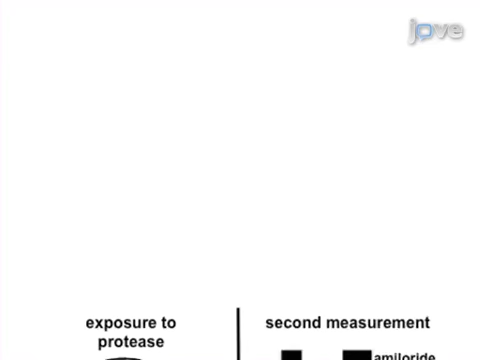 jove
exposure to
protease
second measurement
amiloride